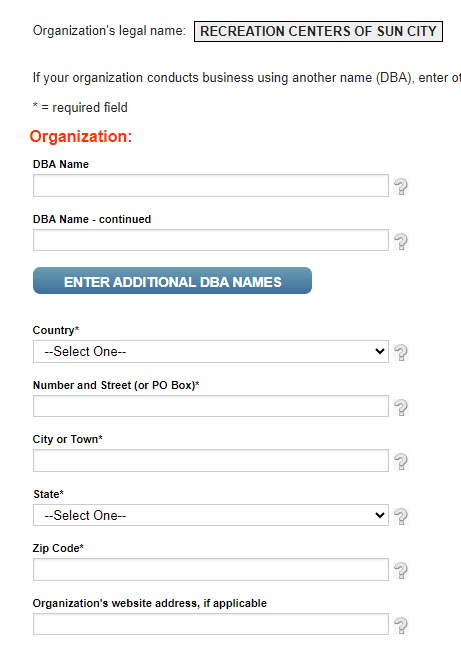 Organization's legal name: RECREATION CENTERS OF SUN CITY
If your organization conducts business using another name (DBA), enter
* = required field
Organization:
DBA Name
?
DBA Name - continued
?
ENTER ADDITIONAL DBA NAMES
Country*
--Select One-- ?
Number and Street (or PO Box)*
?
City or Town*
?
State*
--Select One-- ?
Zip Code*
?
Organization's website address, if applicable
?